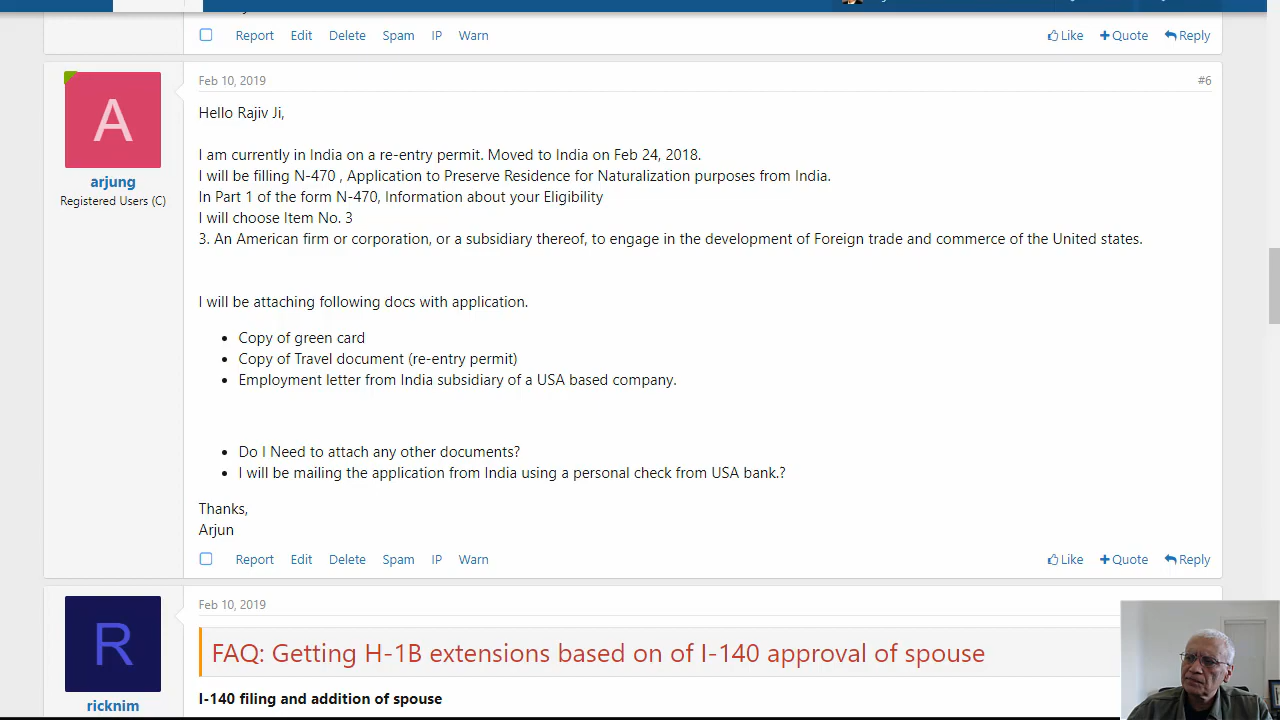 Report Edit Delete Spam IP Warn Like Quote Reply
A
arjung
Registered Users (C)
Feb 10, 2019 #6
Hello Rajiv Ji,
I am currently in India on a re-entry permit. Moved to India on Feb 24, 2018.
I will be filling N-470 , Application to Preserve Residence for Naturalization purposes from India.
In Part 1 of the form N-470, Information about your Eligibility
I will choose Item No. 3
3. An American firm or corporation, or a subsidiary thereof, to engage in the development of Foreign trade and commerce of the United states.
I will be attaching following docs with application.
• Copy of green card
• Copy of Travel document (re-entry permit)
• Employment letter from India subsidiary of a USA based company.
• Do I Need to attach any other documents?
• I will be mailing the application from India using a personal check from USA bank.?
Thanks,
Arjun
Report Edit Delete Spam IP Warn Like Quote Reply
R
ricknim
Feb 10, 2019
FAQ: Getting H-1B extensions based on of I-140 approval of spouse
I-140 filing and addition of spouse